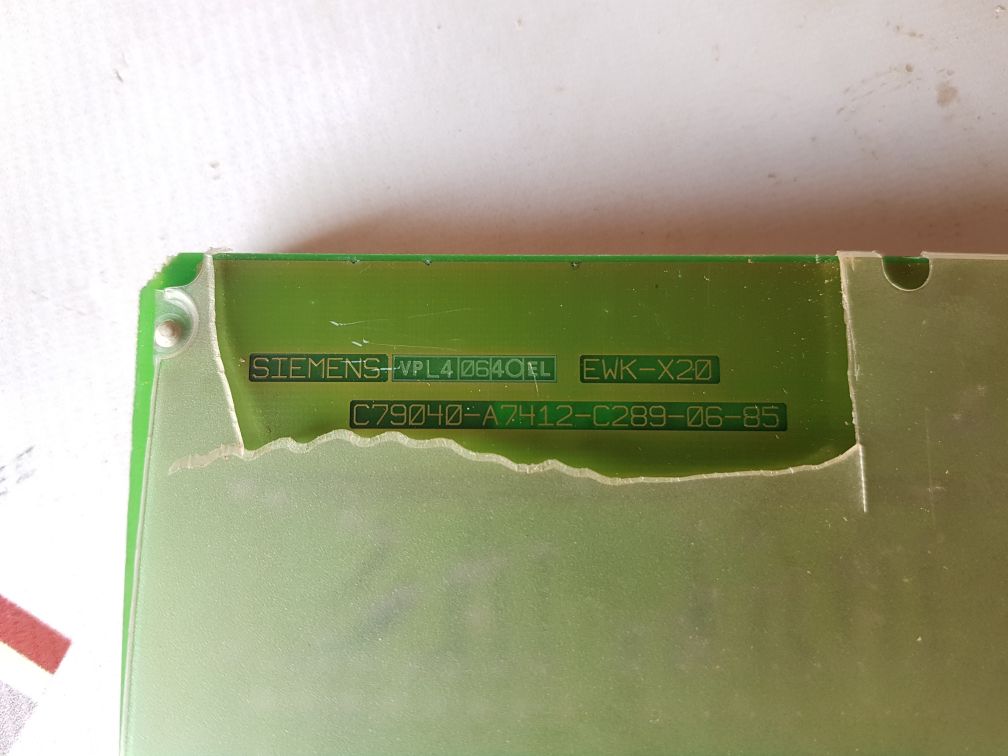 SIEMENS VPL4 0640 EL EWK-X20
C79040-A7412-C289-06-85